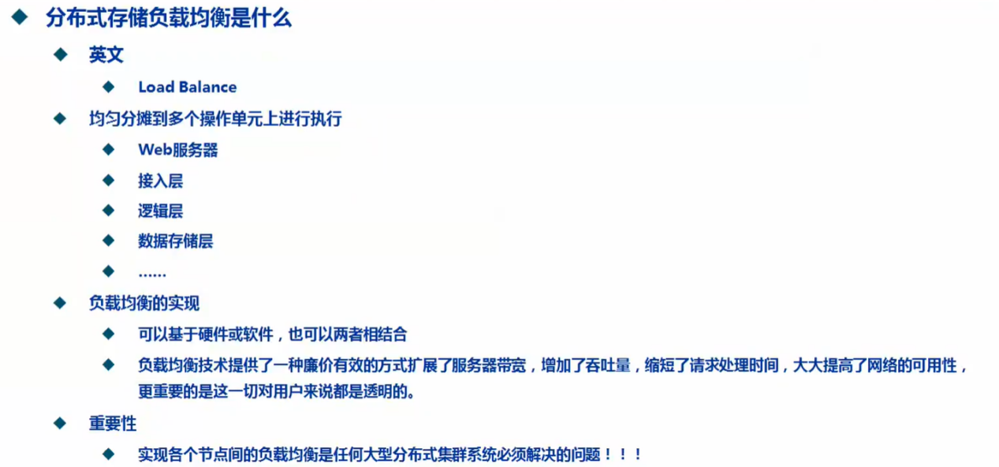 分布式存储负载均衡是什么
英文
Load Balance
均匀分摊到多个操作单元上进行执行
Web服务器
接入层
逻辑层
数据存储层
......
负载均衡的实现
可以基于硬件或软件，也可以两者相结合
负载均衡技术提供了一种廉价有效的方式扩展了服务器带宽，增加了吞吐量，缩短了请求处理时间，大大提高了网络的可用性，
更重要的是这一切对用户来说都是透明的。
重要性
实现各个节点间的负载均衡是任何大型分布式集群系统必须解决的问题！！！